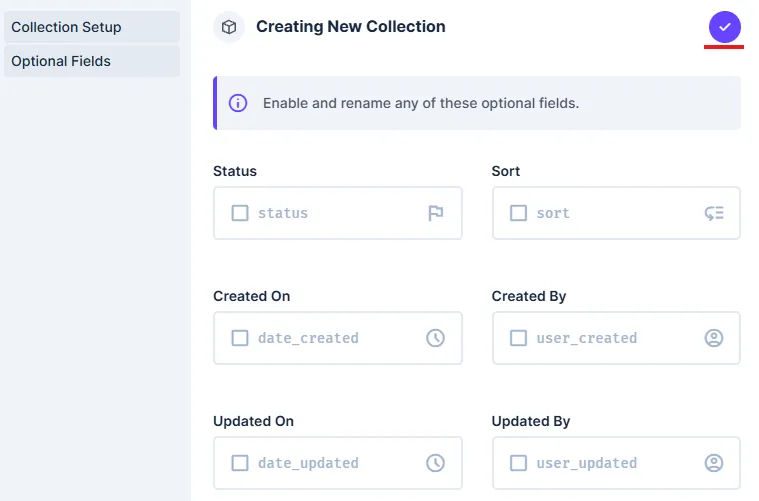 Collection Setup
Optional Fields
Creating New Collection
Enable and rename any of these optional fields.
Status
Sort
status
sort
Created On
Created By
date_created
user_created
Updated On
Updated By
date_updated
user_updated